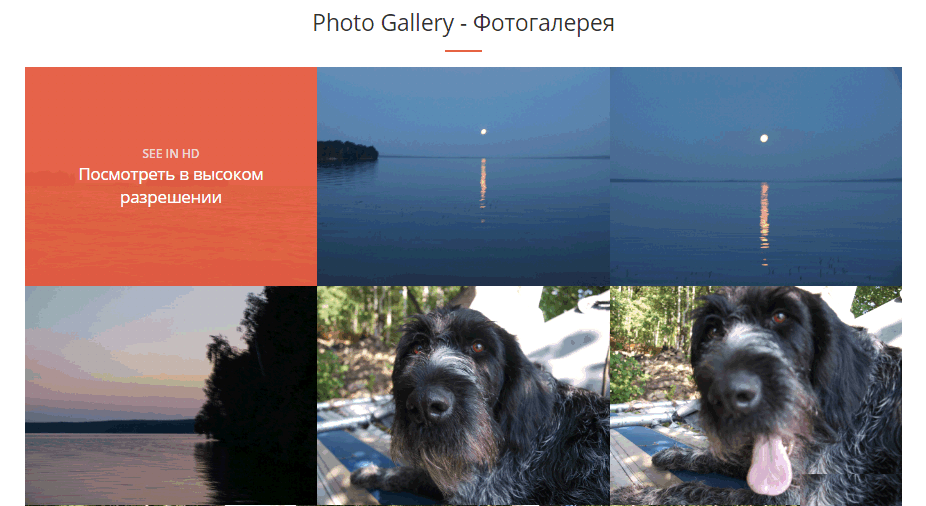 Photo Gallery - Фотогалерея
SEE IN HD
Посмотреть в высоком
разрешении